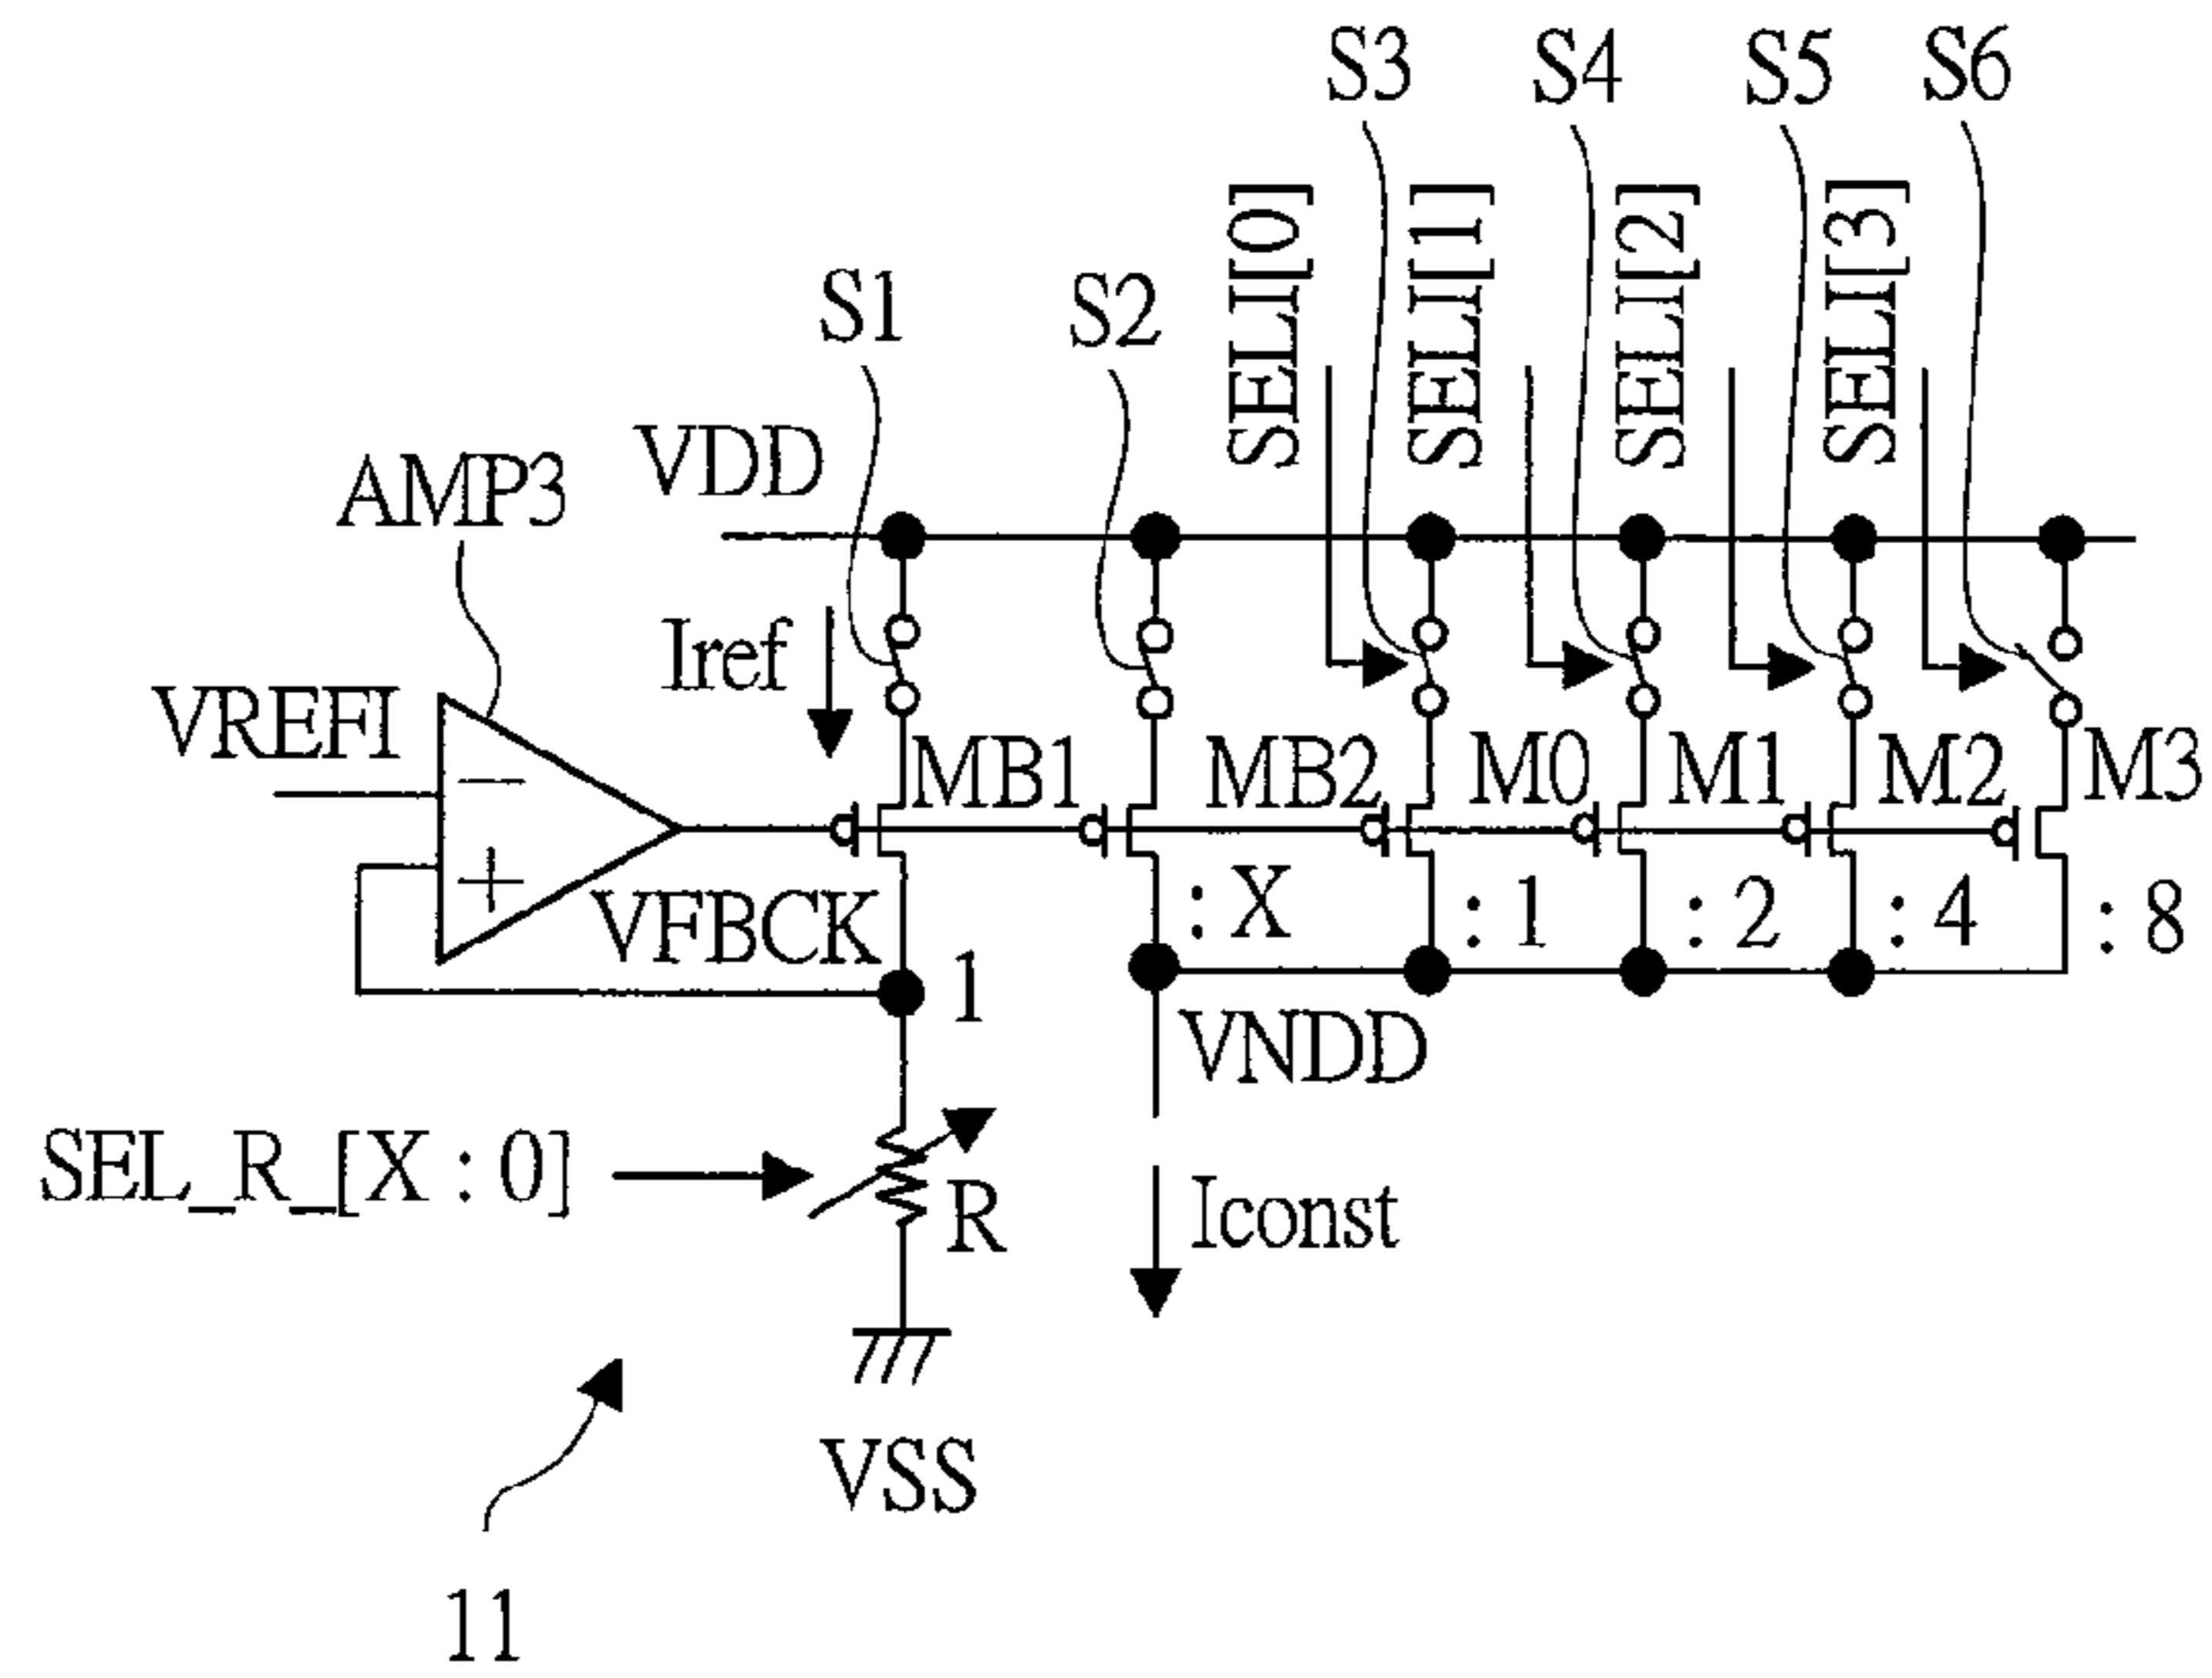 S3 S4 S5 S6
SELI[0] SELI[1] SELI[2] SELI[3]
S1 S2
VDD
AMP3
Iref
VREFI
MB1 MB2 M0 M1 M2 M3
−
+
VFBCK
: X : 1 : 2 : 4 : 8
1
VNDD
SEL_R_[X : 0]
R
Iconst
VSS
11